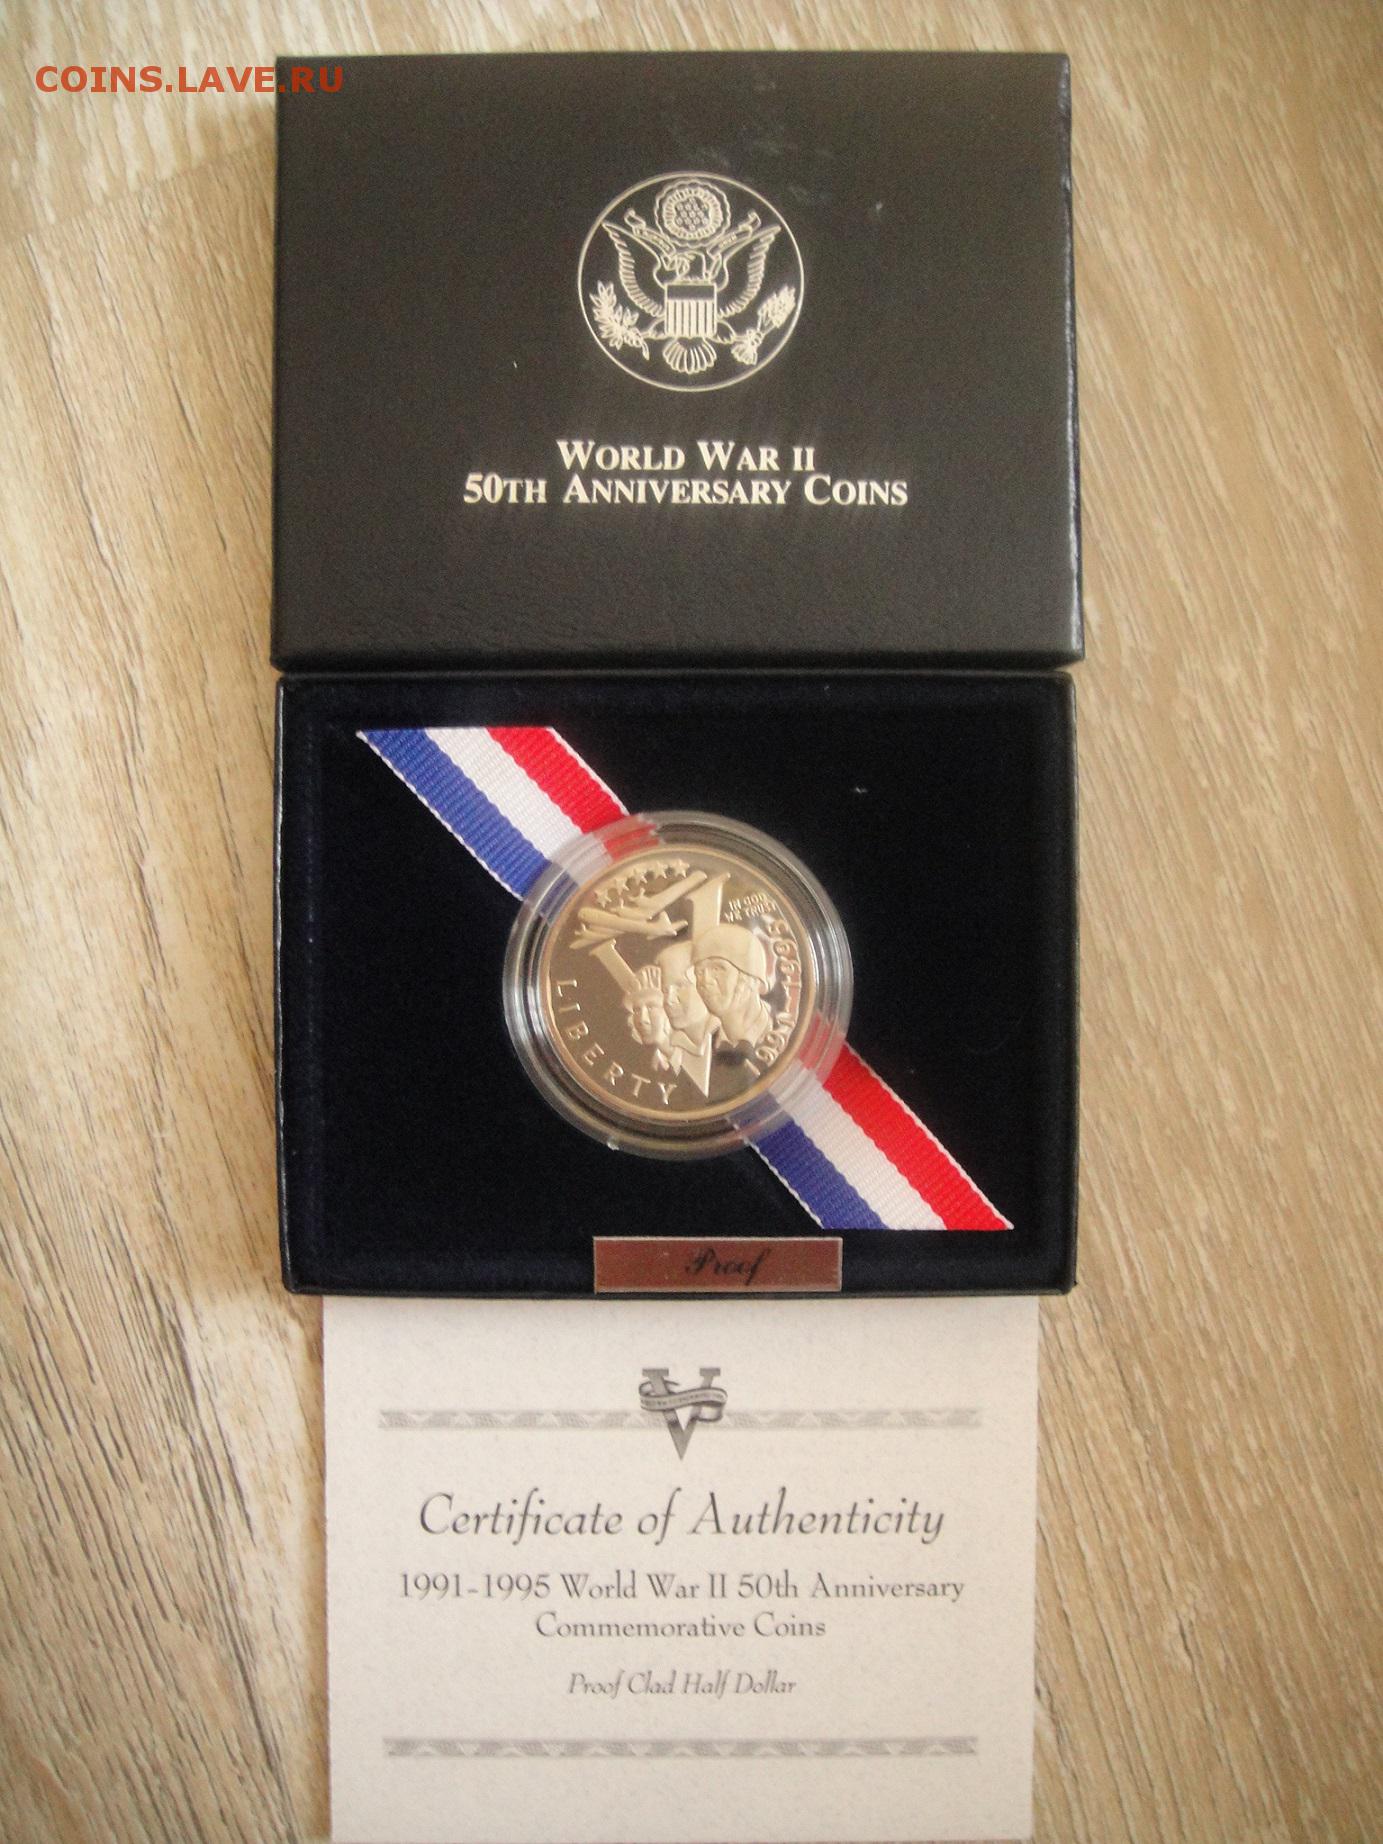 COINS.LAVE.RU
WORLD WAR II
50TH ANNIVERSARY COINS
IN GOD
WE TRUST
LIBERTY
1991-1995
Proof
Certificate of Authenticity
1991-1995 World War II 50th Anniversary
Commemorative Coins
Proof Clad Half Dollar